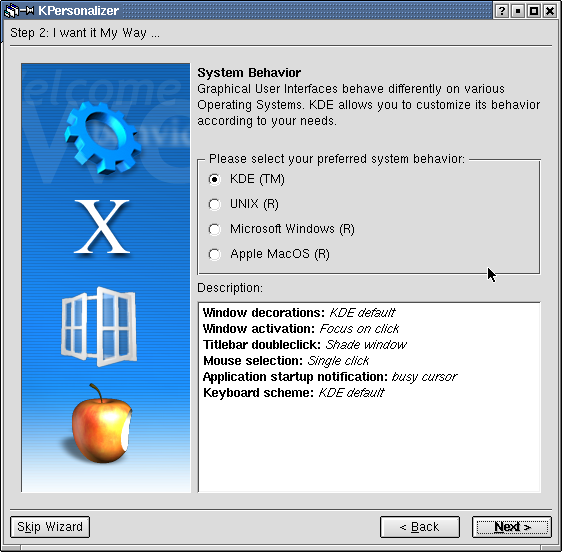 KPersonalizer
Step 2: I want it My Way ...
Welcome
System Behavior
Graphical User Interfaces behave differently on various
Operating Systems. KDE allows you to customize its behavior
according to your needs.
Please select your preferred system behavior:
KDE (TM)
UNIX (R)
Microsoft Windows (R)
Apple MacOS (R)
X
Description:
Window decorations: KDE default
Window activation: Focus on click
Titlebar doubleclick: Shade window
Mouse selection: Single click
Application startup notification: busy cursor
Keyboard scheme: KDE default
Skip Wizard
< Back
Next >